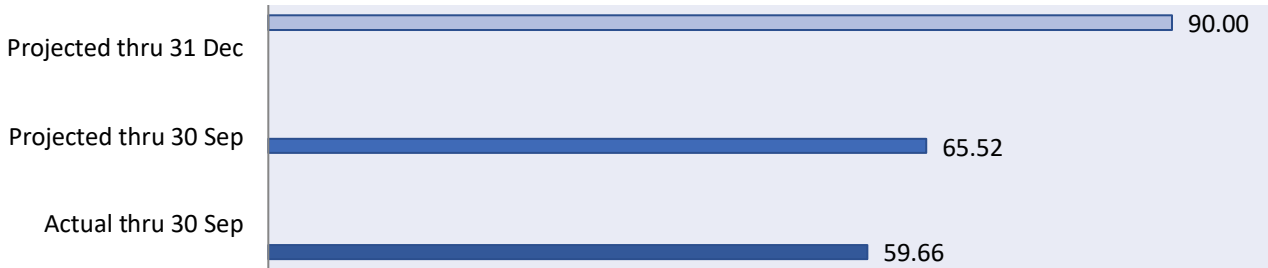 90.00
Projected thru 31 Dec
Projected thru 30 Sep
65.52
Actual thru 30 Sep
59.66